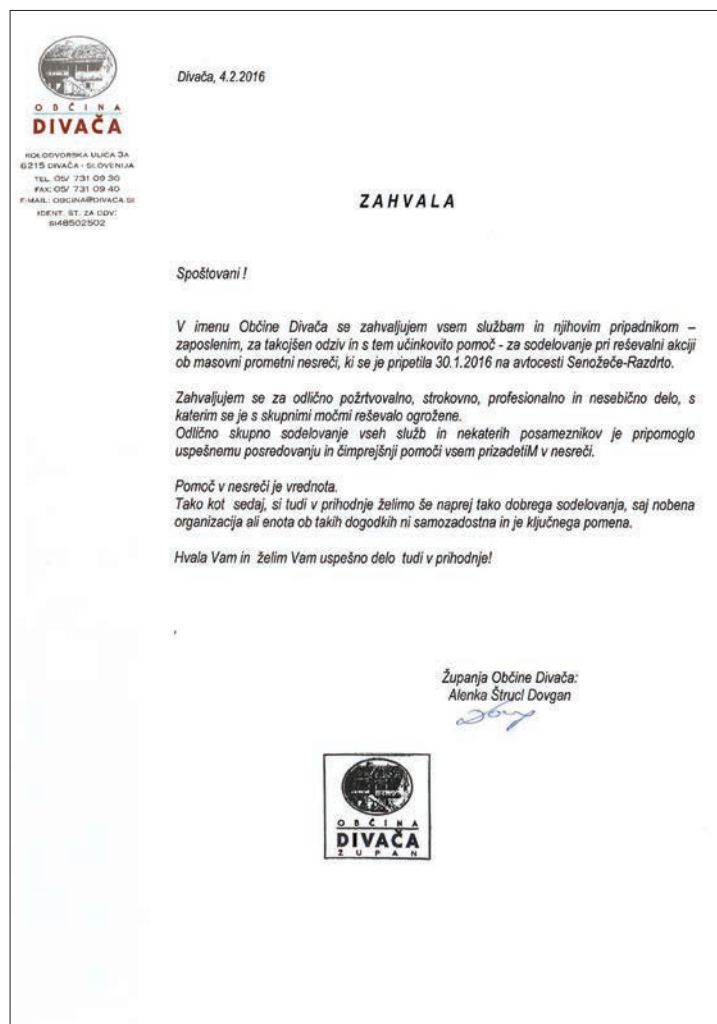 OBČINA
DIVAČA
KOLODVORSKA ULICA 3A
6215 DIVAČA - SLOVENIJA
TEL. 05/ 731 09 30
FAX: 05/ 731 09 40
E-MAIL: OBCINA@DIVACA.SI
IDENT. ŠT. ZA DDV:
SI48502502
Divača, 4.2.2016
ZAHVALA
Spoštovani !
V imenu Občine Divača se zahvaljujem vsem službam in njihovim pripadnikom –
zaposlenim, za takojšen odziv in s tem učinkovito pomoč - za sodelovanje pri reševalni akciji
ob masovni prometni nesreči, ki se je pripetila 30.1.2016 na avtocesti Senožeče-Razdrto.
Zahvaljujem se za odlično požrtvovalno, strokovno, profesionalno in nesebično delo, s
katerim se je s skupnimi močmi reševalo ogrožene.
Odlično skupno sodelovanje vseh služb in nekaterih posameznikov je pripomoglo
uspešnemu posredovanju in čimprejšnji pomoči vsem prizadetiM v nesreči.
Pomoč v nesreči je vrednota.
Tako kot sedaj, si tudi v prihodnje želimo še naprej tako dobrega sodelovanja, saj nobena
organizacija ali enota ob takih dogodkih ni samozadostna in je ključnega pomena.
Hvala Vam in želim Vam uspešno delo tudi v prihodnje!
Županja Občine Divača:
Alenka Štrucl Dovgan
OBČINA
DIVAČA
ŽUPAN